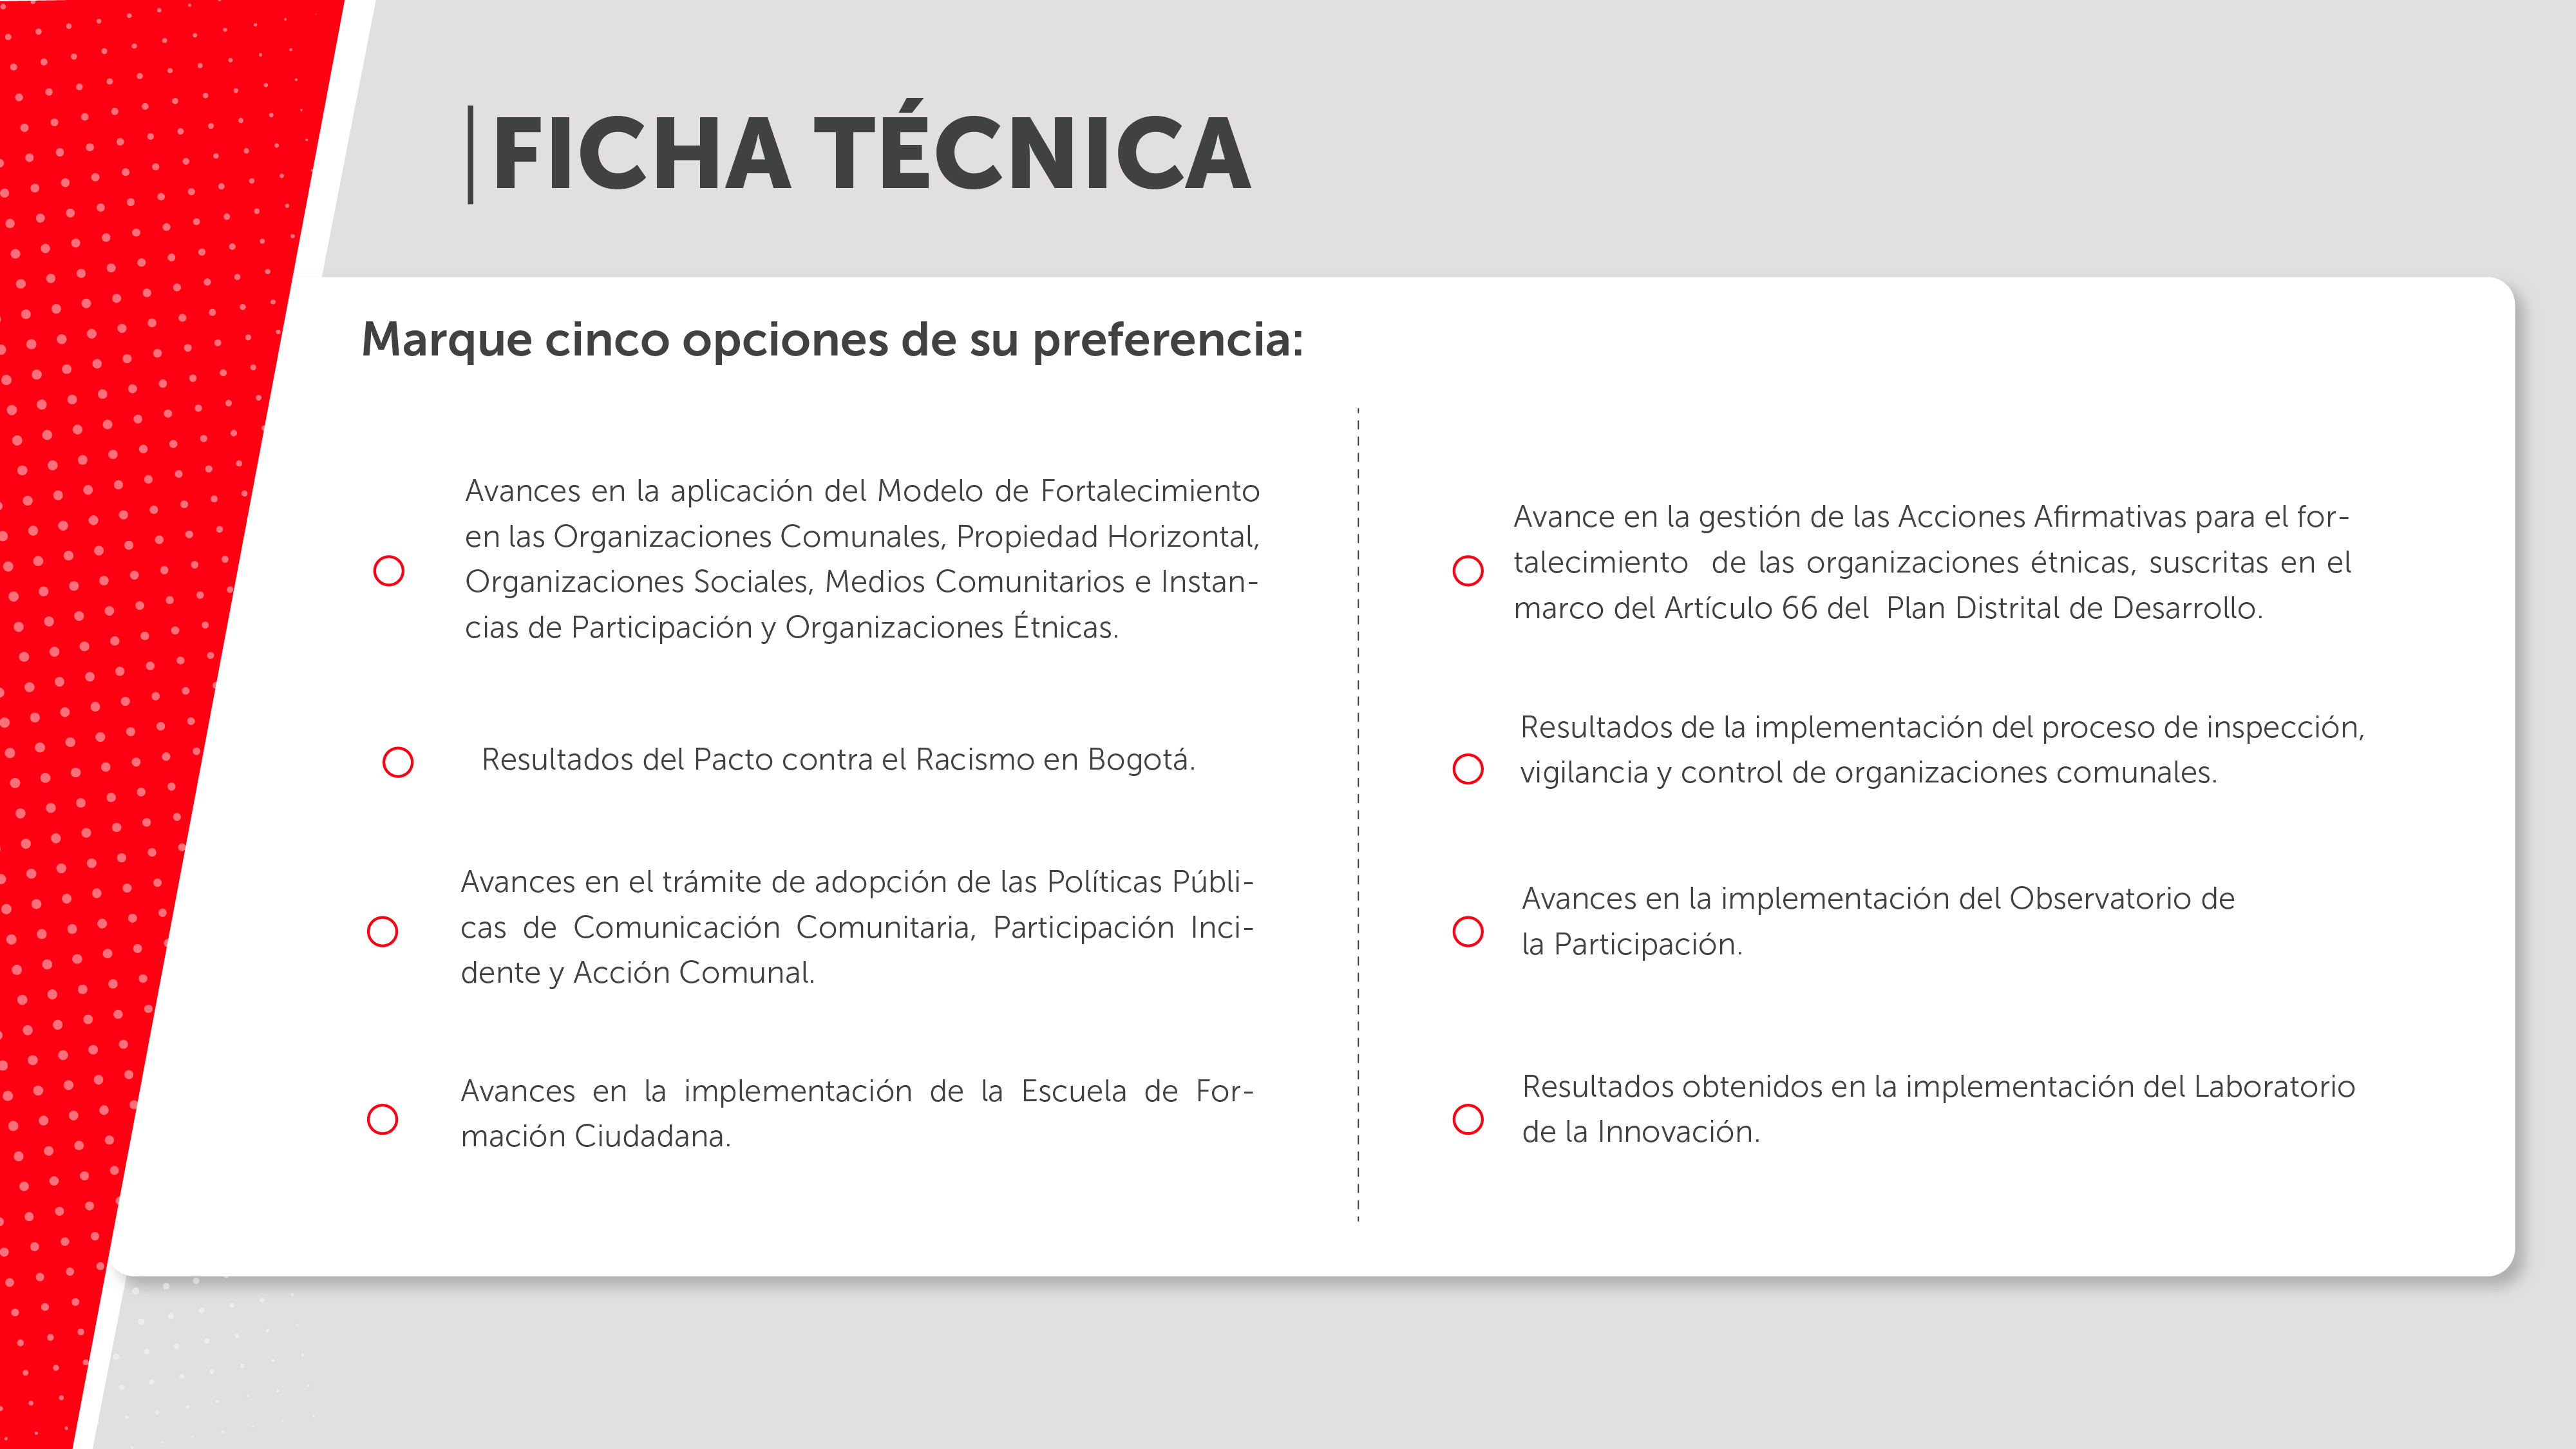 FICHA TÉCNICA
Marque cinco opciones de su preferencia:
Avances en la aplicación del Modelo de Fortalecimiento
en las Organizaciones Comunales, Propiedad Horizontal,
Organizaciones Sociales, Medios Comunitarios e Instan-
cias de Participación y Organizaciones Étnicas.
Resultados del Pacto contra el Racismo en Bogotá.
Avances en el trámite de adopción de las Políticas Públi-
cas de Comunicación Comunitaria, Participación Inci-
dente y Acción Comunal.
Avances en la implementación de la Escuela de For-
mación Ciudadana.
Avance en la gestión de las Acciones Afirmativas para el for-
talecimiento de las organizaciones étnicas, suscritas en el
marco del Artículo 66 del Plan Distrital de Desarrollo.
Resultados de la implementación del proceso de inspección,
vigilancia y control de organizaciones comunales.
Avances en la implementación del Observatorio de
la Participación.
Resultados obtenidos en la implementación del Laboratorio
de la Innovación.